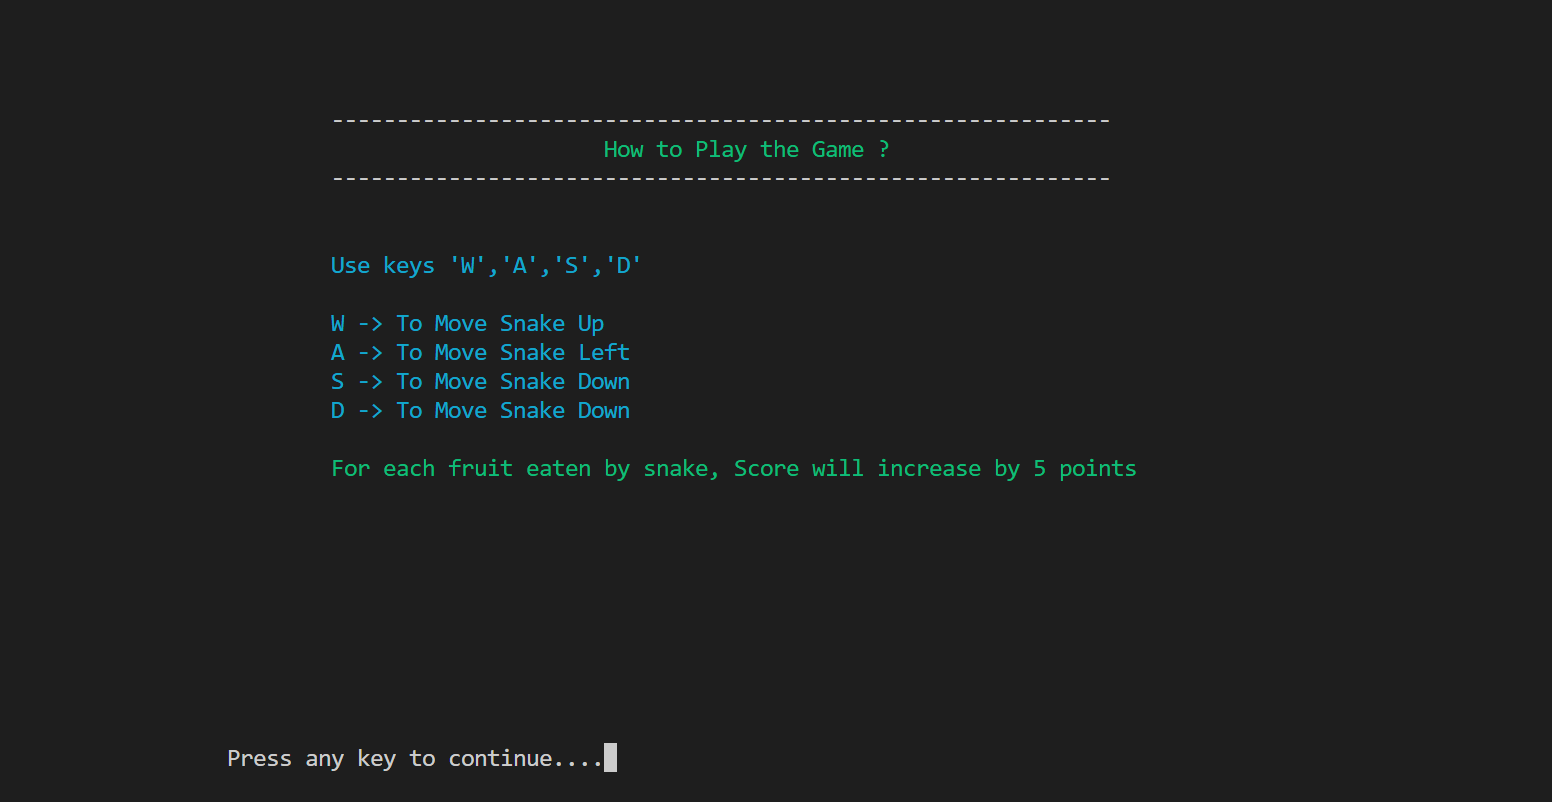 ------------------------------------------------------------
How to Play the Game ?
------------------------------------------------------------
Use keys 'W','A','S','D'
W -> To Move Snake Up
A -> To Move Snake Left
S -> To Move Snake Down
D -> To Move Snake Down
For each fruit eaten by snake, Score will increase by 5 points
Press any key to continue....